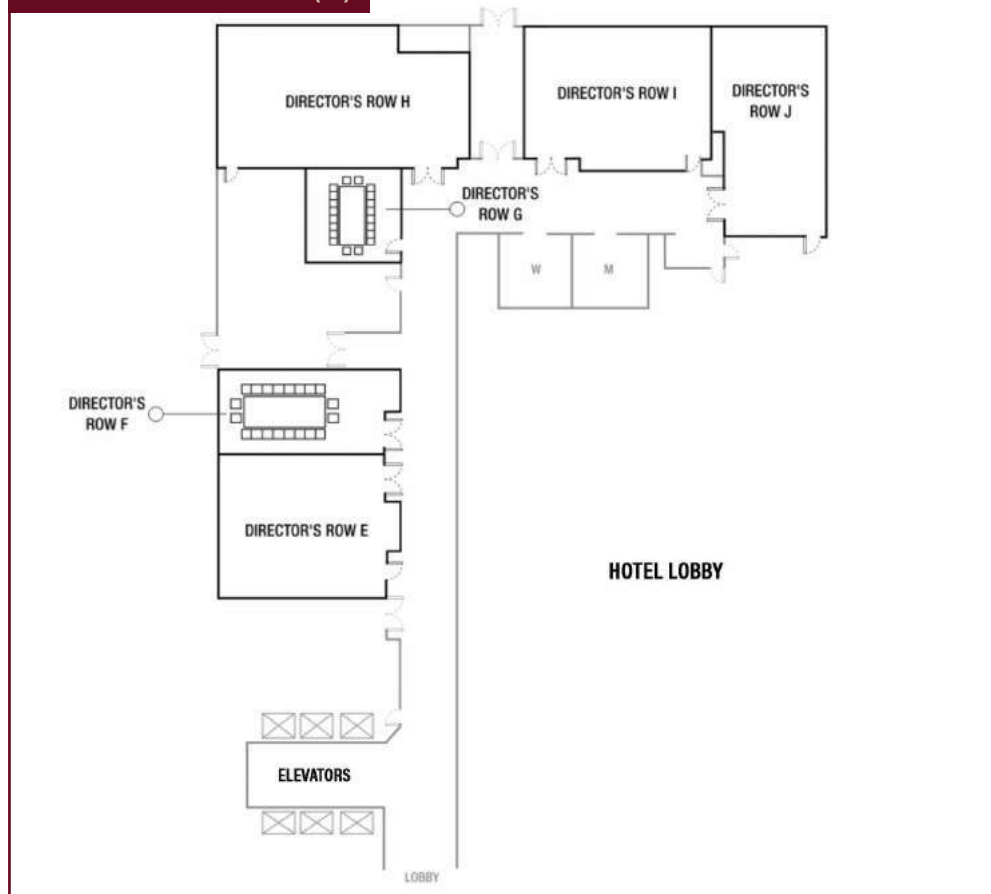 DIRECTOR'S ROW H
DIRECTOR'S ROW I
DIRECTOR'S
ROW J
DIRECTOR'S
ROW G
W
M
DIRECTOR'S
ROW F
DIRECTOR'S ROW E
HOTEL LOBBY
ELEVATORS
LOBBY